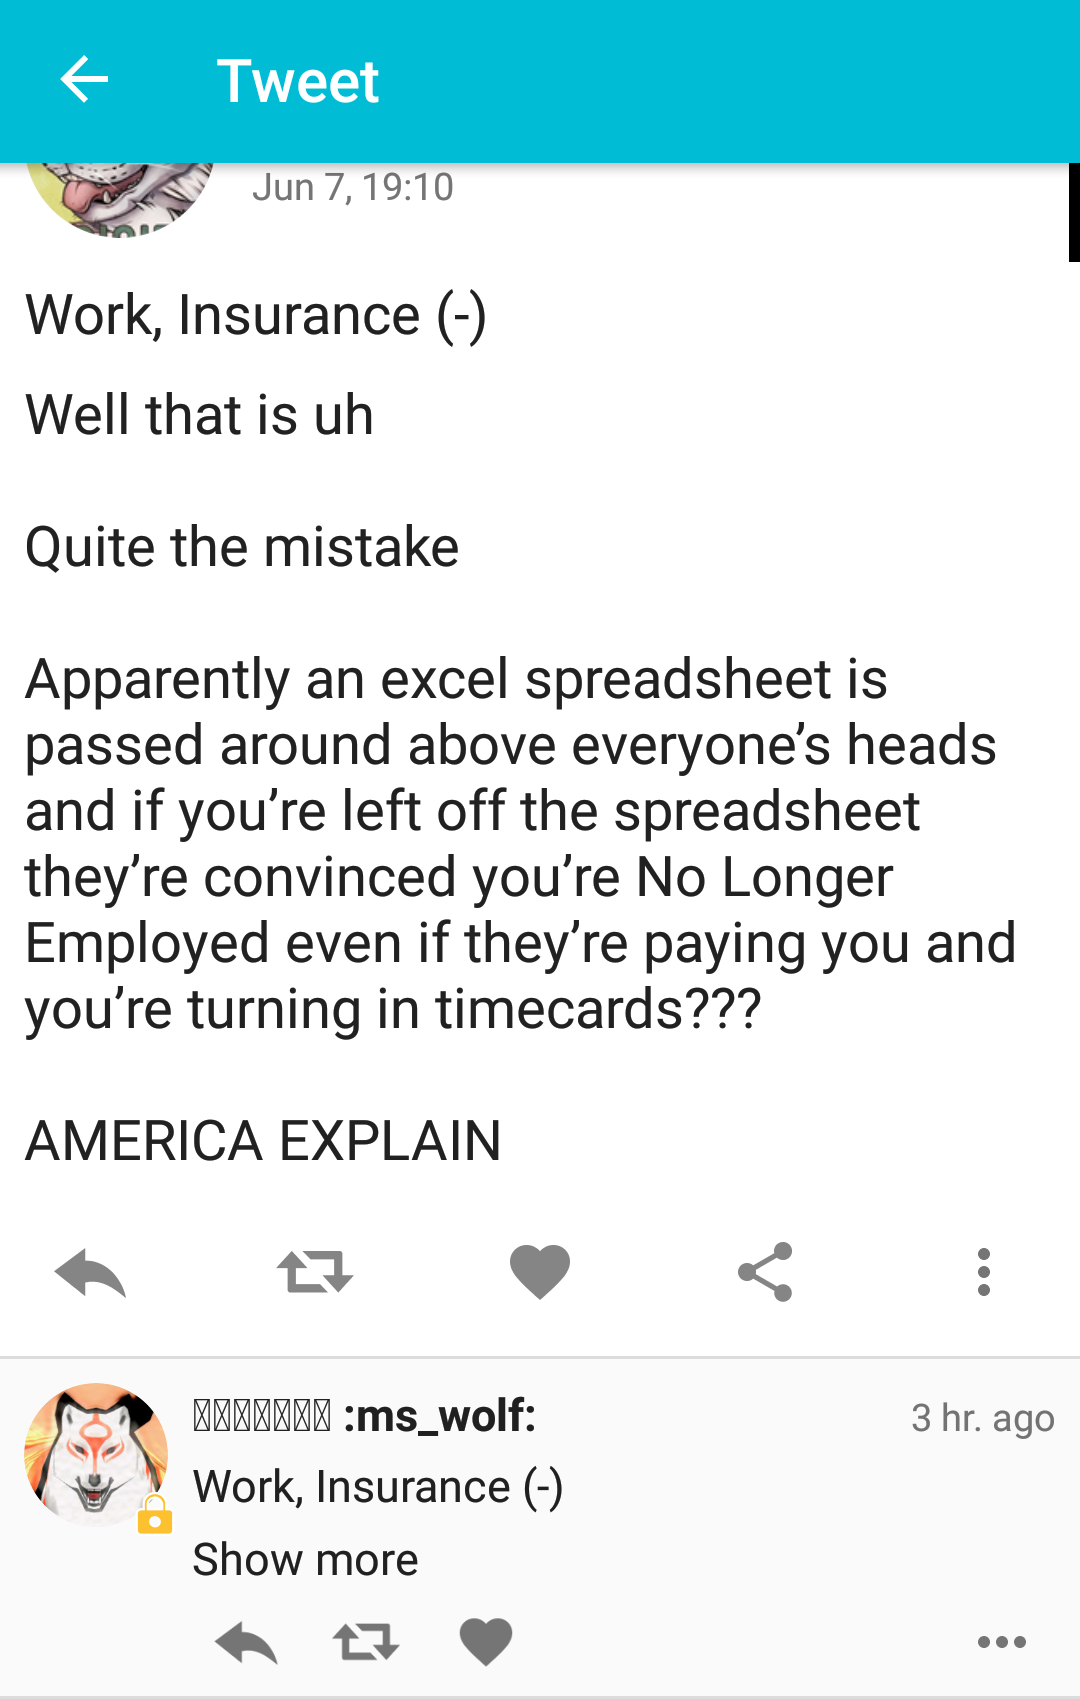 Tweet
Jun 7, 19:10
Work, Insurance (-)
Well that is uh
Quite the mistake
Apparently an excel spreadsheet is
passed around above everyone’s heads
and if you’re left off the spreadsheet
they’re convinced you’re No Longer
Employed even if they’re paying you and
you’re turning in timecards???
AMERICA EXPLAIN
:ms_wolf:
3 hr. ago
Work, Insurance (-)
Show more